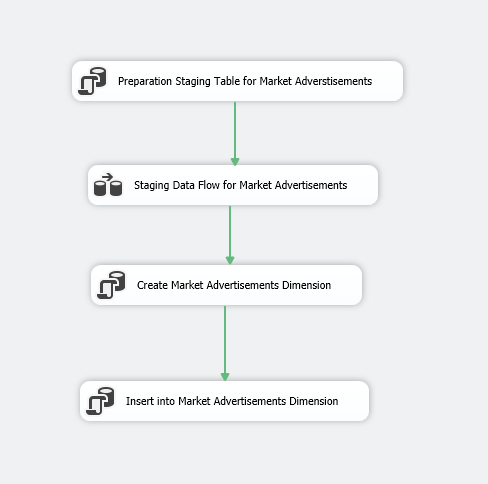 Preparation Staging Table for Market Adverstisements
Staging Data Flow for Market Advertisements
Create Market Advertisements Dimension
Insert into Market Advertisements Dimension